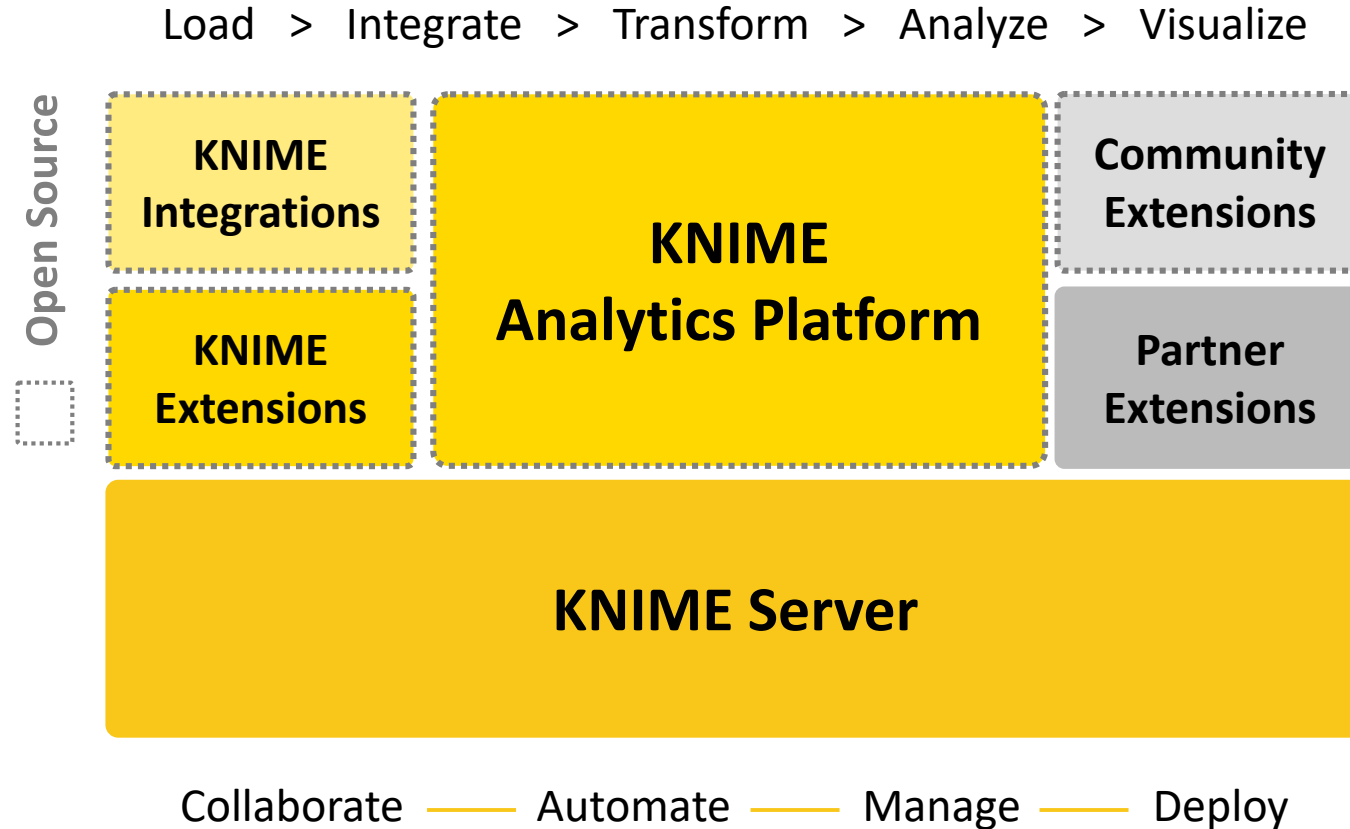 Load > Integrate > Transform > Analyze > Visualize
Open Source
KNIME
Integrations
KNIME
Extensions
KNIME
Analytics Platform
Community
Extensions
Partner
Extensions
KNIME Server
Collaborate — Automate — Manage — Deploy